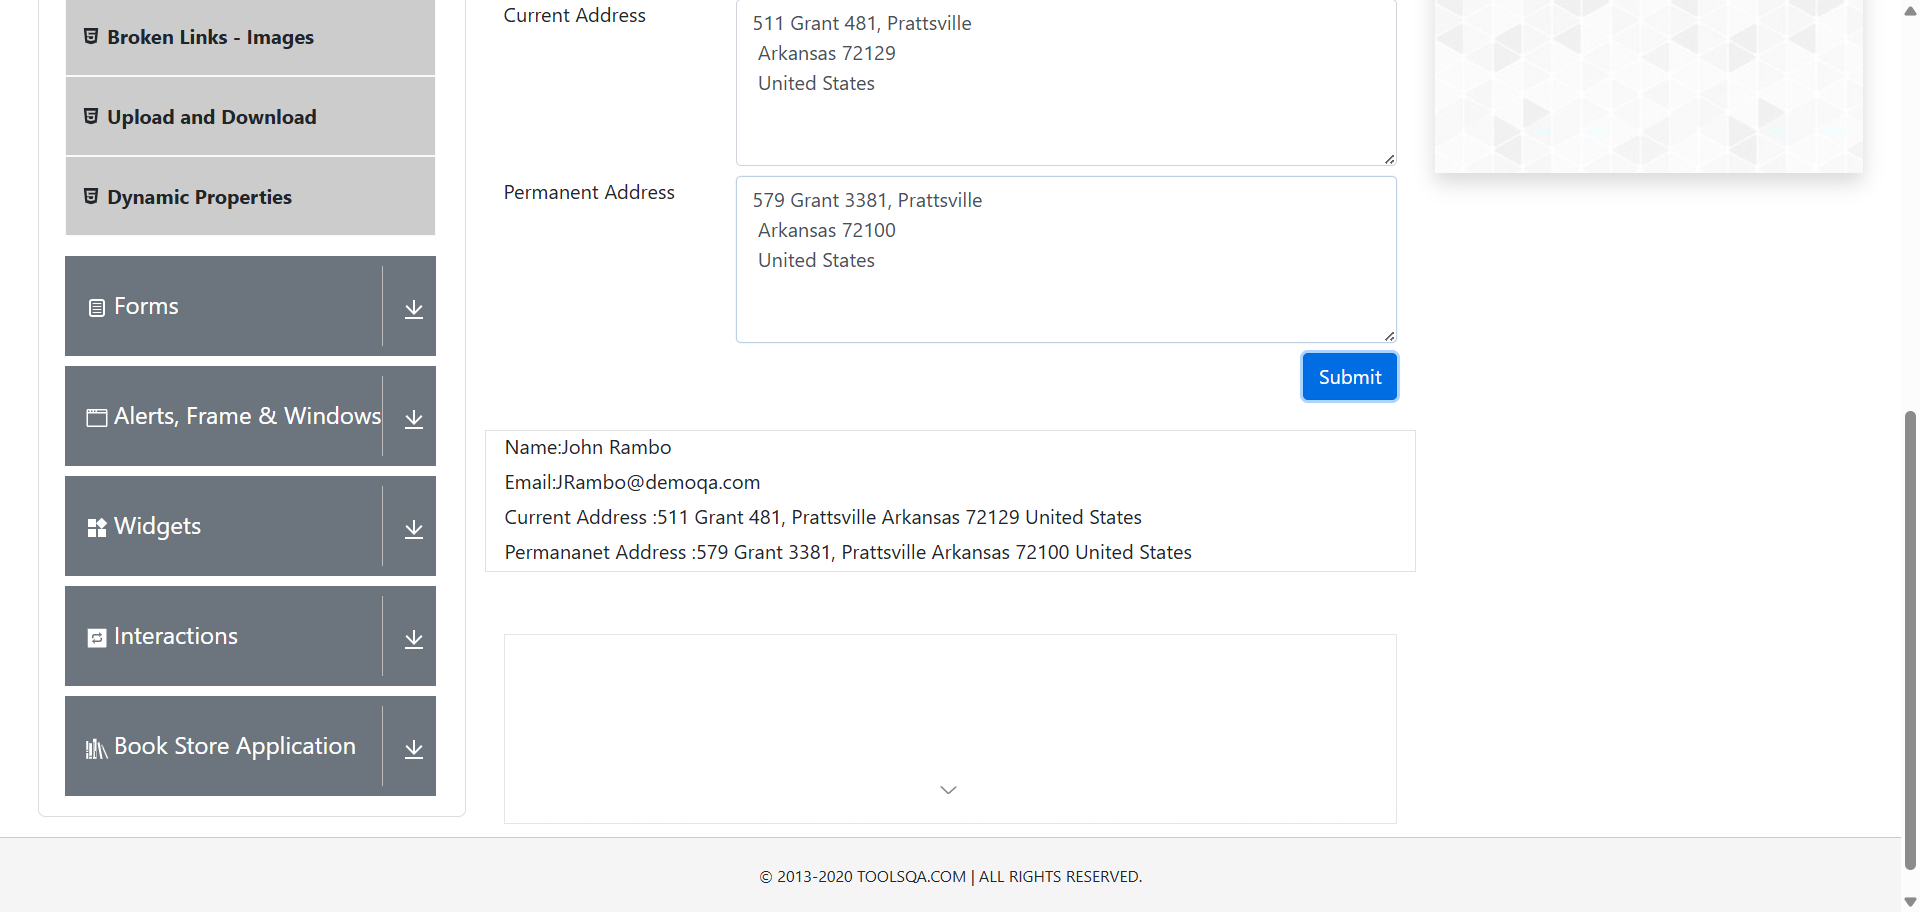 Broken Links - Images
Upload and Download
Dynamic Properties
Forms
Alerts, Frame & Windows
Widgets
Interactions
Book Store Application
Current Address
511 Grant 481, Prattsville
Arkansas 72129
United States
Permanent Address
579 Grant 3381, Prattsville
Arkansas 72100
United States
Submit
Name:John Rambo
Email:JRambo@demoqa.com
Current Address :511 Grant 481, Prattsville Arkansas 72129 United States
Permananet Address :579 Grant 3381, Prattsville Arkansas 72100 United States
© 2013-2020 TOOLSQA.COM | ALL RIGHTS RESERVED.